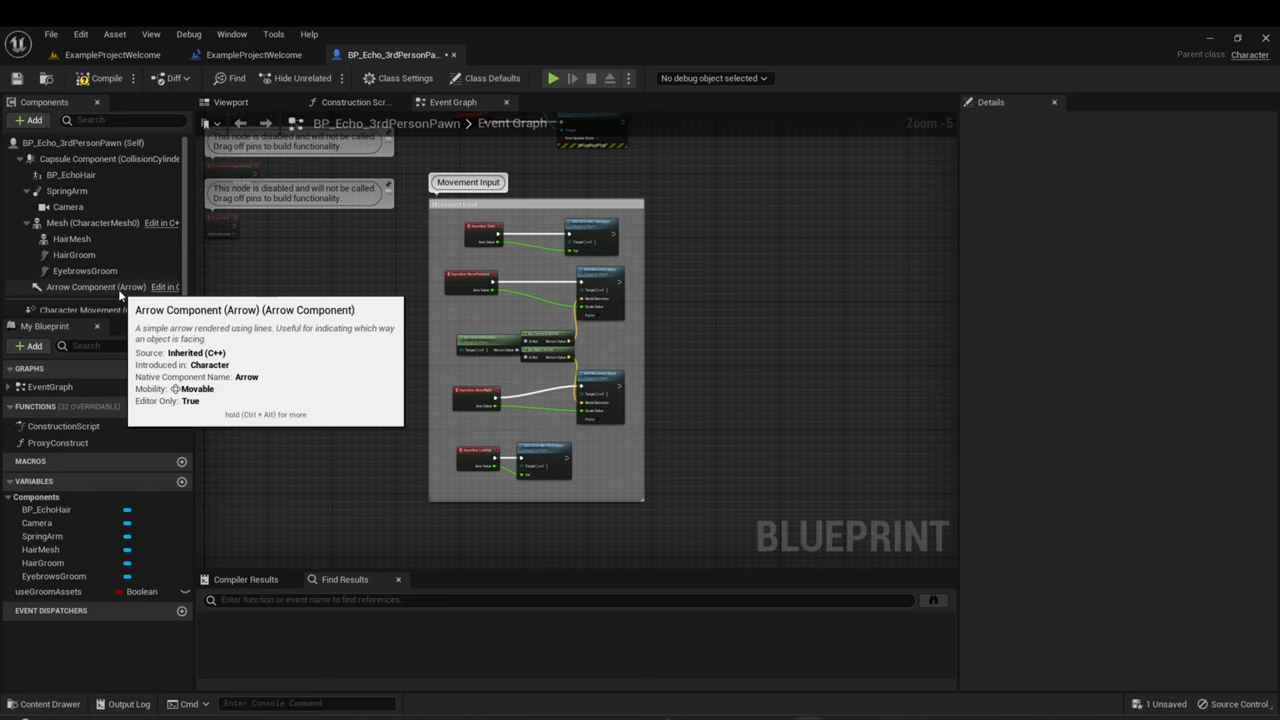 File Edit Asset View Debug Window Tools Help
ExampleProjectWelcome
ExampleProjectWelcome
BP_Echo_3rdPersonPa...
Parent class: Character
Compile
Diff
Find
Hide Unrelated
Class Settings
Class Defaults
No debug object selected
Components
Viewport
Construction Scr...
Event Graph
Details
Add
Search
BP_Echo_3rdPersonPawn > Event Graph
Zoom -5
BP_Echo_3rdPersonPawn (Self)
Capsule Component (CollisionCylinde
BP_EchoHair
SpringArm
Camera
Mesh (CharacterMesh0) Edit in C+
HairMesh
HairGroom
EyebrowsGroom
Arrow Component (Arrow) Edit in C
Character Movement (
This node is disabled and will not be called.
Drag off pins to build functionality.
This node is disabled and will not be called.
Drag off pins to build functionality.
Movement Input
Movement Input
Arrow Component (Arrow) (Arrow Component)
A simple arrow rendered using lines. Useful for indicating which way
an object is facing.
Source: Inherited (C++)
Introduced in: Character
Native Component Name: Arrow
Mobility: Movable
Editor Only: True
hold (Ctrl + Alt) for more
My Blueprint
Add
Search
GRAPHS
EventGraph
FUNCTIONS (32 OVERRIDABLE)
ConstructionScript
ProxyConstruct
MACROS
VARIABLES
Components
BP_EchoHair
Camera
SpringArm
HairMesh
HairGroom
EyebrowsGroom
useGroomAssets Boolean
EVENT DISPATCHERS
BLUEPRINT
Compiler Results
Find Results
Enter function or event name to find references...
Content Drawer
Output Log
Cmd
Enter Console Command
1 Unsaved
Source Control